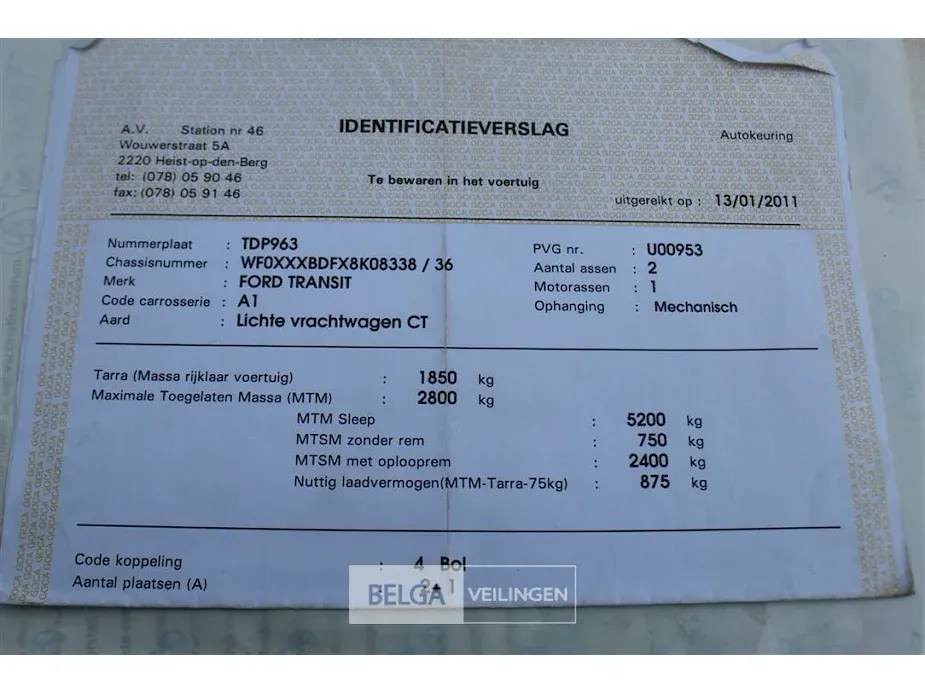 IDENTIFICATIEVERSLAG
A.V. Station nr 46
Autokeuring
Wouwerstraat 5A
2220 Heist-op-den-Berg
tel: (078) 05 90 46
Te bewaren in het voertuig
fax: (078) 05 91 46
uitgereikt op : 13/01/2011
Nummerplaat : TDP963
PVG nr. : U00953
Chassisnummer : WF0XXXBDFX8K08338 / 36
Aantal assen : 2
Merk : FORD TRANSIT
Motorassen : 1
Code carrosserie : A1
Ophanging : Mechanisch
Aard : Lichte vrachtwagen CT
Tarra (Massa rijklaar voertuig) : 1850 kg
Maximale Toegelaten Massa (MTM) : 2800 kg
MTM Sleep : 5200 kg
MTSM zonder rem : 750 kg
MTSM met oplooprem : 2400 kg
Nuttig laadvermogen(MTM-Tarra-75kg) : 875 kg
Code koppeling : 4 Bol
Aantal plaatsen (A) : 2+1
BELGA VEILINGEN